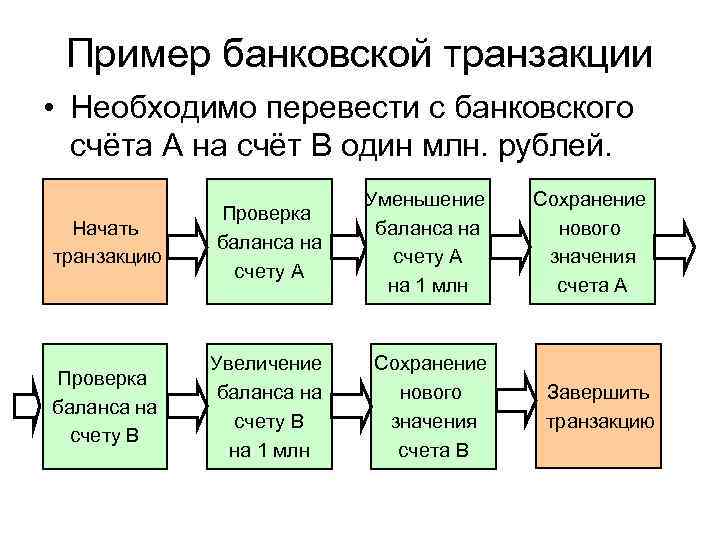 Пример банковской транзакции
• Необходимо перевести с банковского
счёта А на счёт В один млн. рублей.
Начать
транзакцию
Проверка
баланса на
счету А
Уменьшение
баланса на
счету А
на 1 млн
Сохранение
нового
значения
счета А
Проверка
баланса на
счету В
Увеличение
баланса на
счету В
на 1 млн
Сохранение
нового
значения
счета В
Завершить
транзакцию